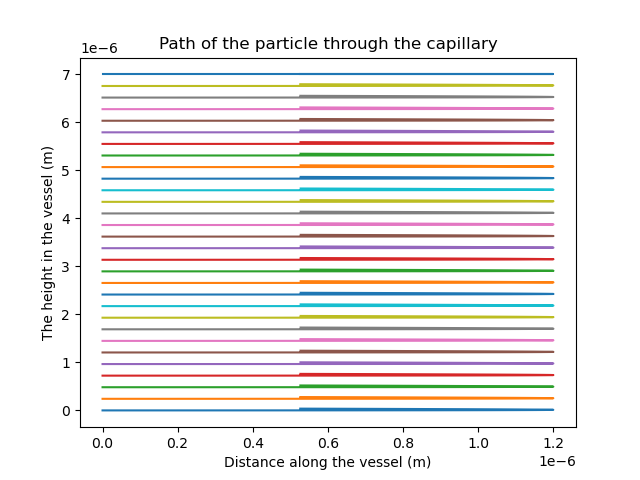 Path of the particle through the capillary
1e−6
7
6
5
4
3
2
1
0
The height in the vessel (m)
0.0 0.2 0.4 0.6 0.8 1.0 1.2
1e−6
Distance along the vessel (m)